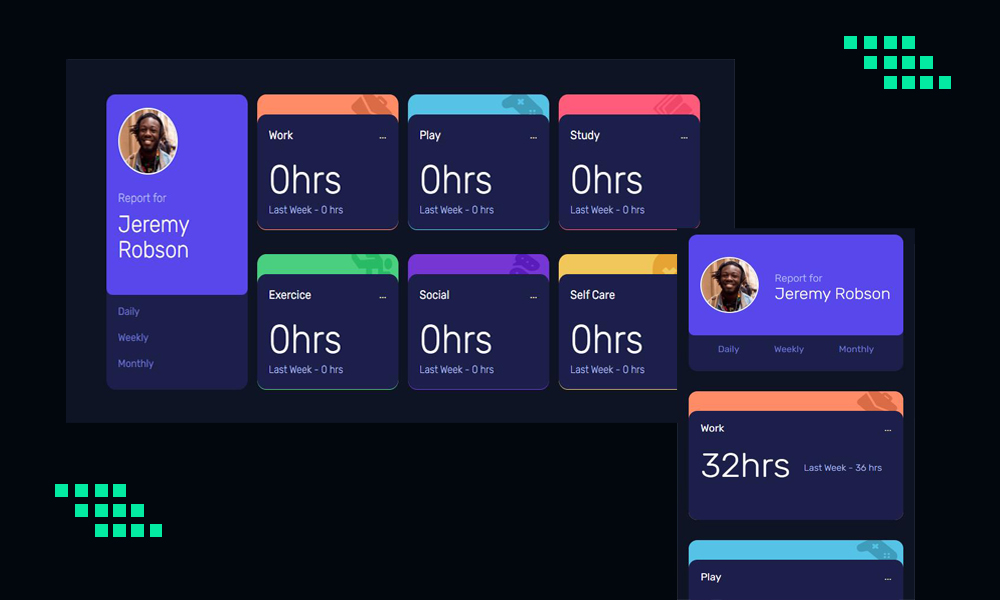 Report for
Jeremy
Robson
Daily
Weekly
Monthly
Work
...
0hrs
Last Week - 0 hrs
Play
...
0hrs
Last Week - 0 hrs
Study
...
0hrs
Last Week - 0 hrs
Exercice
...
0hrs
Last Week - 0 hrs
Social
...
0hrs
Last Week - 0 hrs
Self Care
0hrs
Last Week - 0 hrs
Report for
Jeremy Robson
Daily Weekly Monthly
Work ...
32hrs Last Week - 36 hrs
Play ...